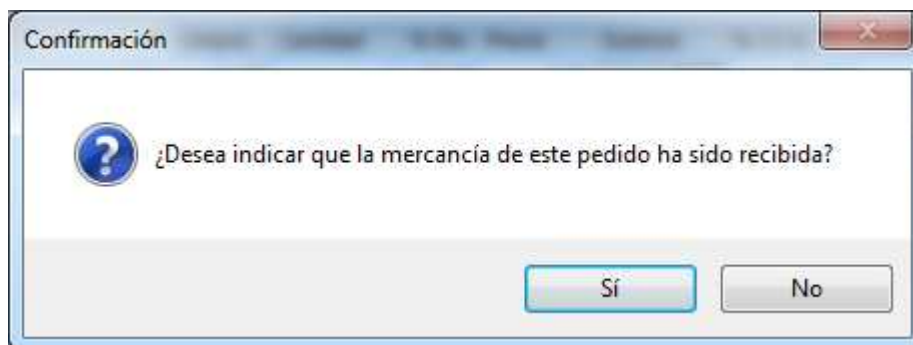 Confirmación
¿Desea indicar que la mercancía de este pedido ha sido recibida?
Sí
No